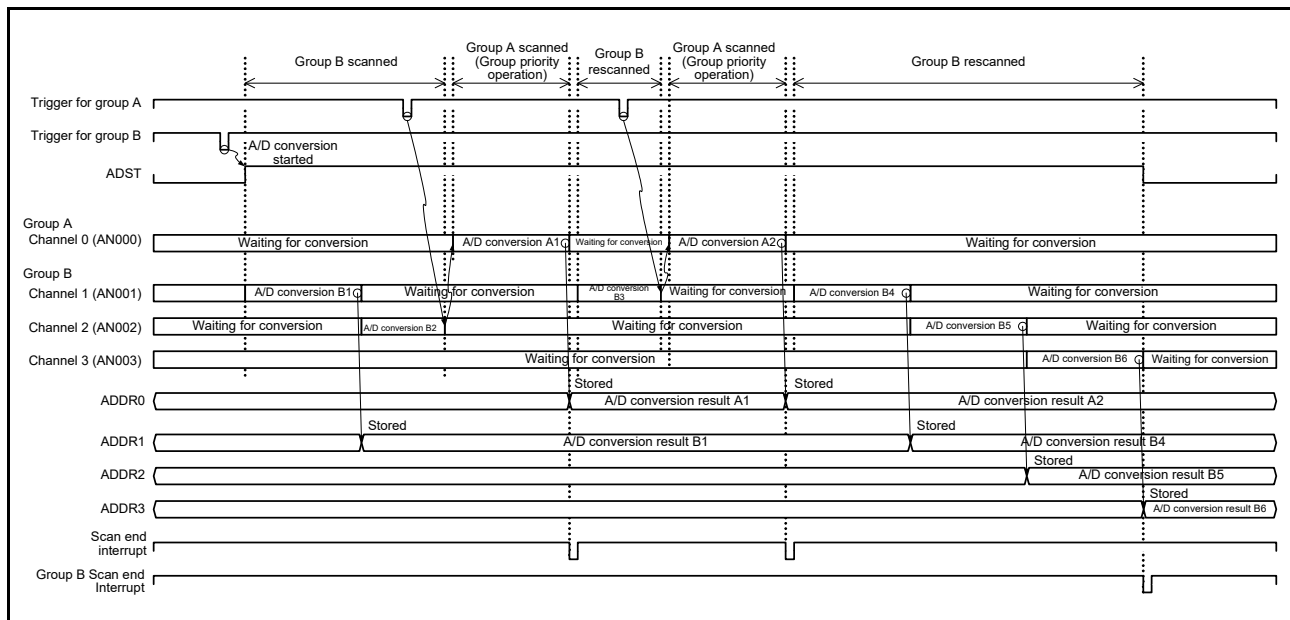 Group B scanned
Group A scanned
(Group priority
operation)
Group B
rescanned
Group A scanned
(Group priority
operation)
Group B rescanned
Trigger for group A
Trigger for group B
A/D conversion
started
ADST
Group A
Channel 0 (AN000)
Waiting for conversion
A/D conversion A1
Waiting for conversion
A/D conversion A2
Waiting for conversion
Group B
Channel 1 (AN001)
A/D conversion B1
Waiting for conversion
A/D conversion
B3
Waiting for conversion
A/D conversion B4
Waiting for conversion
Channel 2 (AN002)
Waiting for conversion
A/D conversion B2
Waiting for conversion
A/D conversion B5
Waiting for conversion
Channel 3 (AN003)
Waiting for conversion
A/D conversion B6
Waiting for conversion
ADDR0
Stored
A/D conversion result A1
Stored
A/D conversion result A2
ADDR1
Stored
A/D conversion result B1
Stored
A/D conversion result B4
ADDR2
Stored
A/D conversion result B5
ADDR3
Stored
A/D conversion result B6
Scan end
interrupt
Group B Scan end
Interrupt